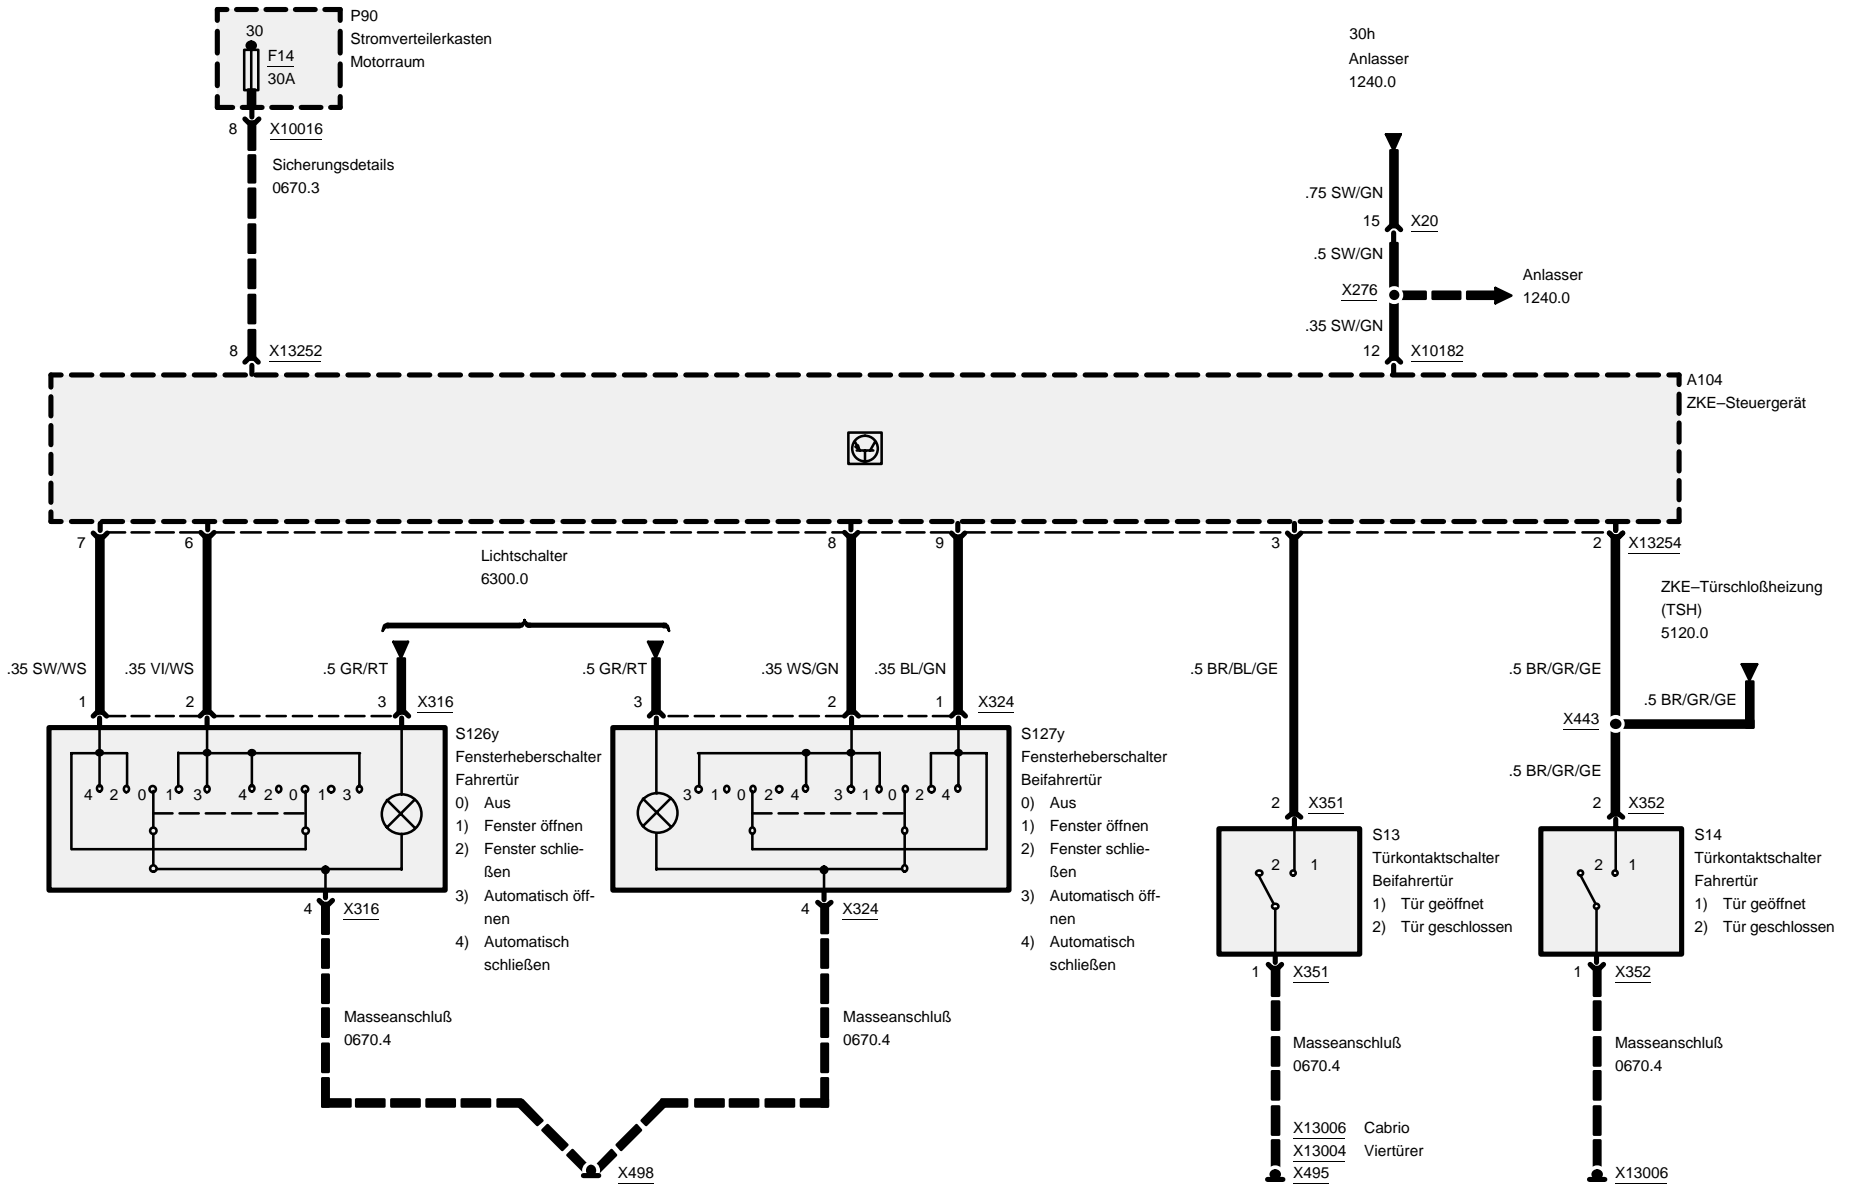 P90
30
Stromverteilerkasten
F14
Motorraum
30A
8 X10016
Sicherungsdetails
0670.3
8 X13252
30h
Anlasser
1240.0
.75 SW/GN
15 X20
.5 SW/GN
Anlasser
X276 1240.0
.35 SW/GN
12 X10182
A104
ZKE–Steuergerät
7 6 8 9 3 2 X13254
Lichtschalter
6300.0
ZKE–Türschloßheizung
(TSH)
5120.0
.35 SW/WS .35 VI/WS .5 GR/RT .5 GR/RT .35 WS/GN .35 BL/GN .5 BR/BL/GE .5 BR/GR/GE
.5 BR/GR/GE
1 2 3 X316 3 2 1 X324
X443
.5 BR/GR/GE
4 2 0 1 3 4 2 0 1 3
S126y
Fensterheberschalter
Fahrertür
0) Aus
1) Fenster öffnen
2) Fenster schlie-
ßen
3) Automatisch öff-
nen
4) Automatisch
schließen
3 1 0 2 4 3 1 0 2 4
S127y
Fensterheberschalter
Beifahrertür
0) Aus
1) Fenster öffnen
2) Fenster schlie-
ßen
3) Automatisch öff-
nen
4) Automatisch
schließen
2 X351
2 1
S13
Türkontaktschalter
Beifahrertür
1) Tür geöffnet
2) Tür geschlossen
2 X352
2 1
S14
Türkontaktschalter
Fahrertür
1) Tür geöffnet
2) Tür geschlossen
4 X316
4 X324
1 X351
1 X352
Masseanschluß
0670.4
Masseanschluß
0670.4
Masseanschluß
0670.4
Masseanschluß
0670.4
X498
X13006 Cabrio
X13004 Viertürer
X495
X13006